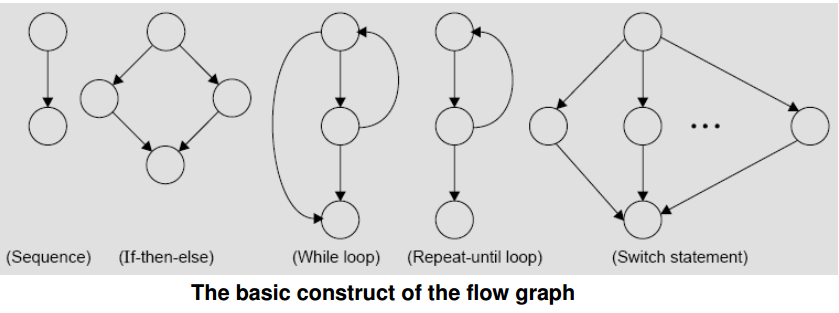 (Sequence) (If-then-else) (While loop) (Repeat-until loop) (Switch statement)
The basic construct of the flow graph